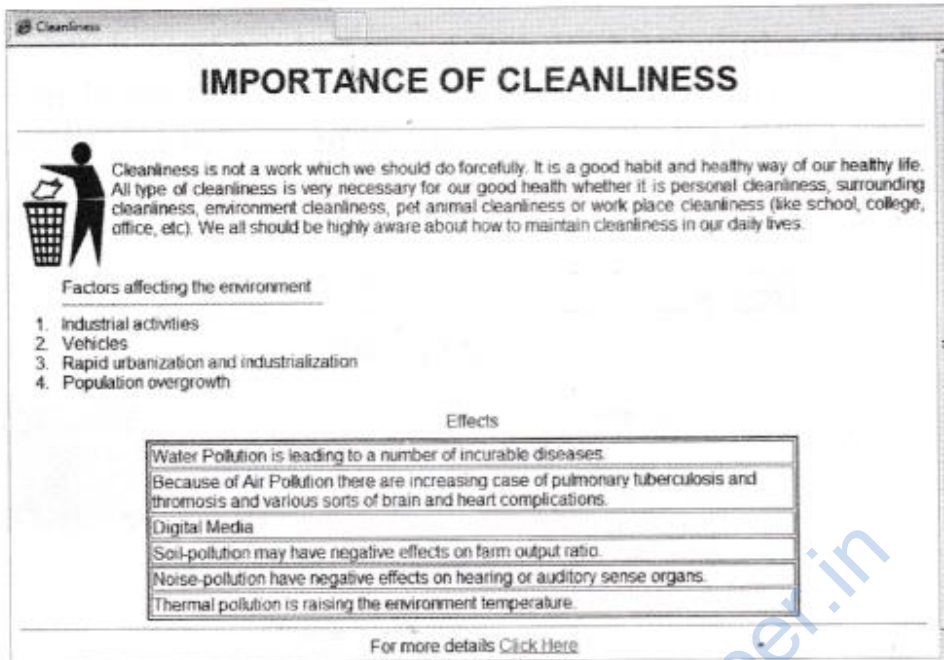 Cleanliness
IMPORTANCE OF CLEANLINESS
Cleanliness is not a work which we should do forcefully. It is a good habit and healthy way of our healthy life.
All type of cleanliness is very necessary for our good health whether it is personal cleanliness, surrounding
cleanliness, environment cleanliness, pet animal cleanliness or work place cleanliness (like school, college,
office, etc). We all should be highly aware about how to maintain cleanliness in our daily lives.
Factors affecting the environment
1. Industrial activities
2. Vehicles
3. Rapid urbanization and industrialization
4. Population overgrowth
Effects
Water Pollution is leading to a number of incurable diseases.
Because of Air Pollution there are increasing case of pulmonary tuberculosis and
thromosis and various sorts of brain and heart complications.
Digital Media
Soil-pollution may have negative effects on farm output ratio.
Noise-pollution have negative effects on hearing or auditory sense organs.
Thermal pollution is raising the environment temperature.
For more details Click Here
per.in